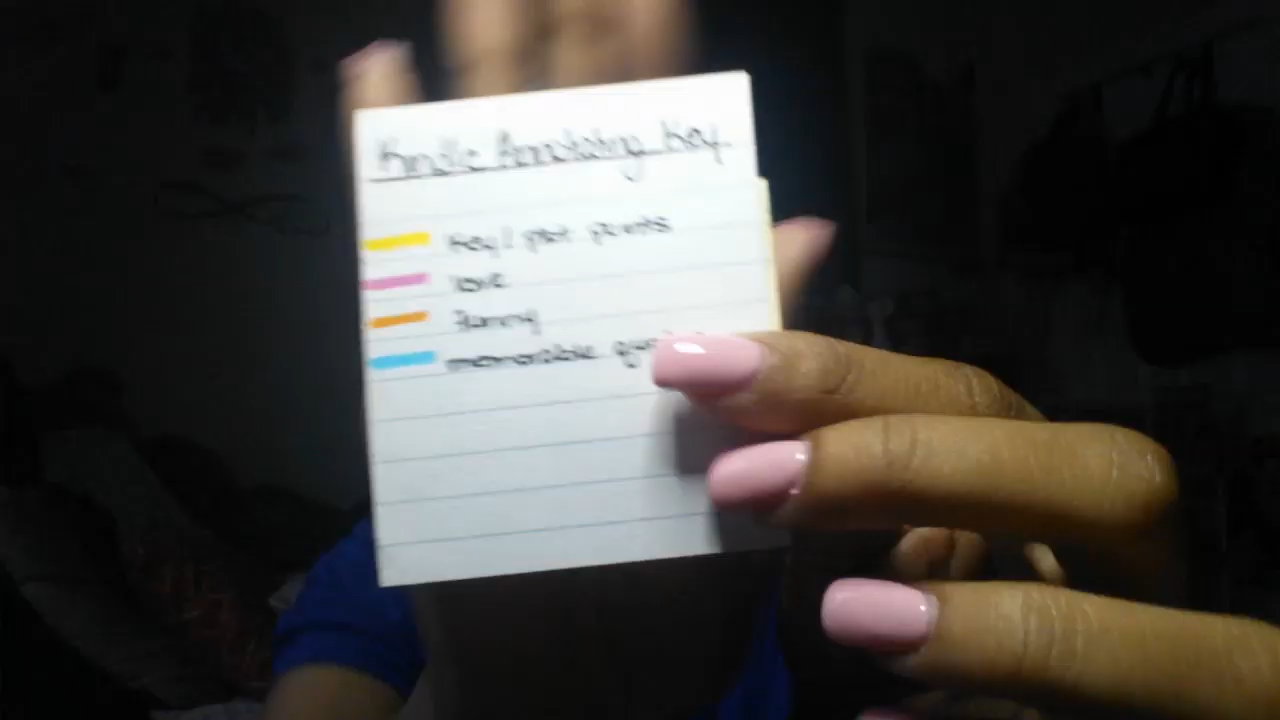 Kindle Annotating Key
Key / plot points
love
funny
memorable